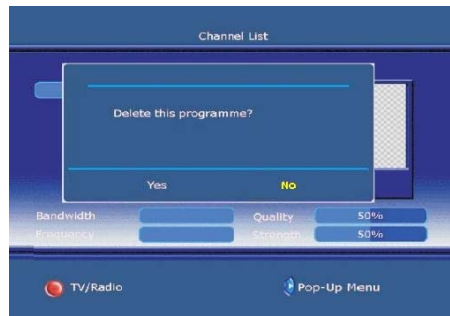 Channel List
Delete this programme?
Yes No
Bandwidth Quality 50%
Frequency Strength 50%
TV/Radio Pop-Up Menu